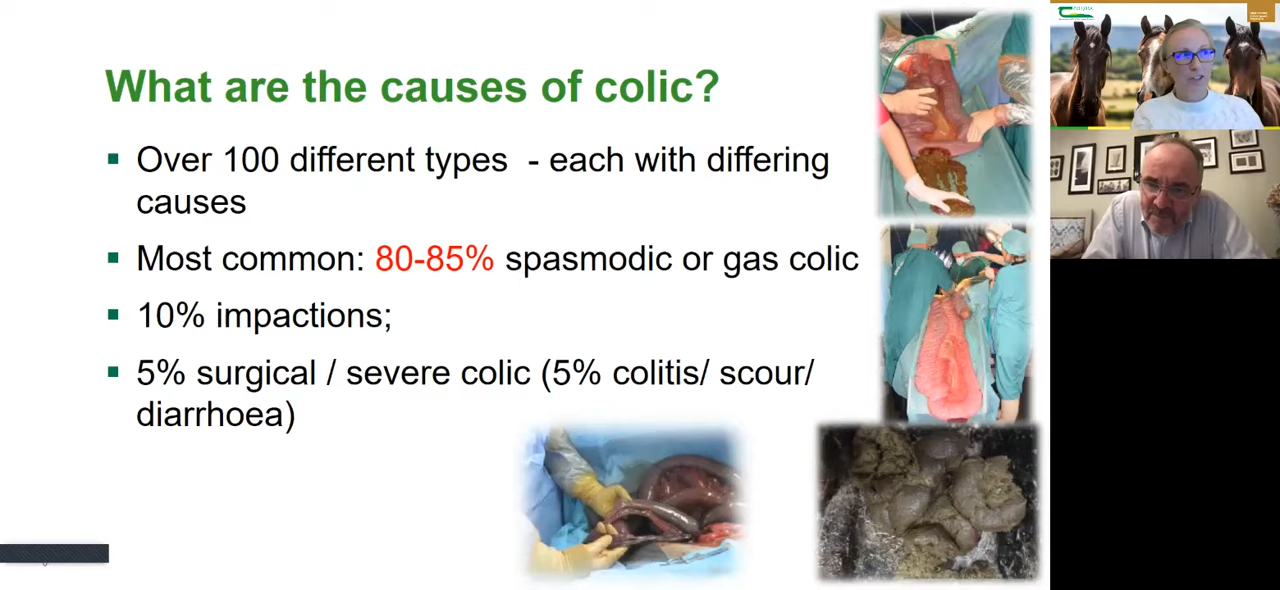 What are the causes of colic?
▪ Over 100 different types - each with differing
causes
▪ Most common: 80-85% spasmodic or gas colic
▪ 10% impactions;
▪ 5% surgical / severe colic (5% colitis/ scour/
diarrhoea)